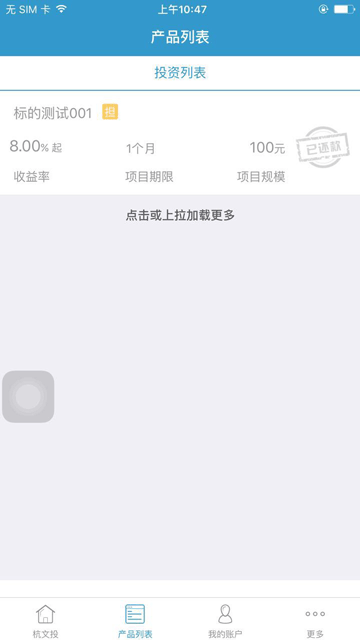 无 SIM 卡 上午10:47
产品列表
投资列表
标的测试001 橙
8.00% 起 1个月 100元
已还款
收益率 项目期限 项目规模
点击或上拉加载更多
杭文投 产品列表 我的账户 更多